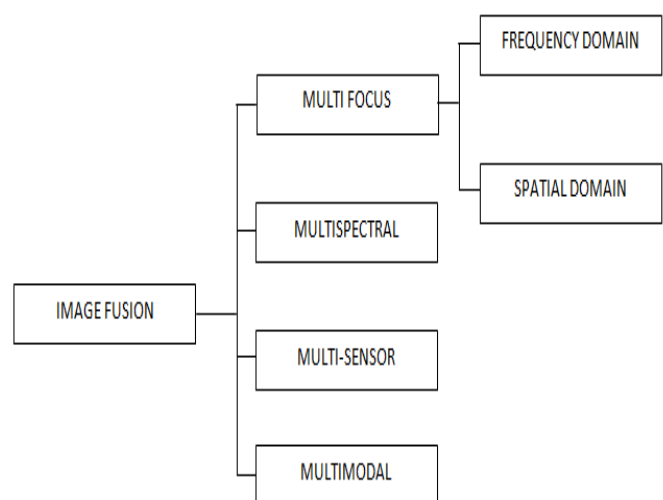 FREQUENCY DOMAIN
MULTI FOCUS
SPATIAL DOMAIN
MULTISPECTRAL
IMAGE FUSION
MULTI-SENSOR
MULTIMODAL